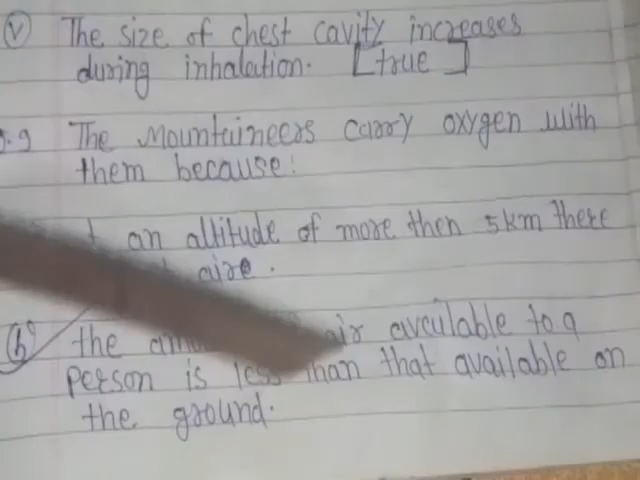 (v) The size of chest cavity increases
during inhalation. [true]
.9 The Mountaineers carry oxygen with
them because:
an altitude of more then 5km there
aire.
(b) the air available to a
person is less than that available on
the ground.